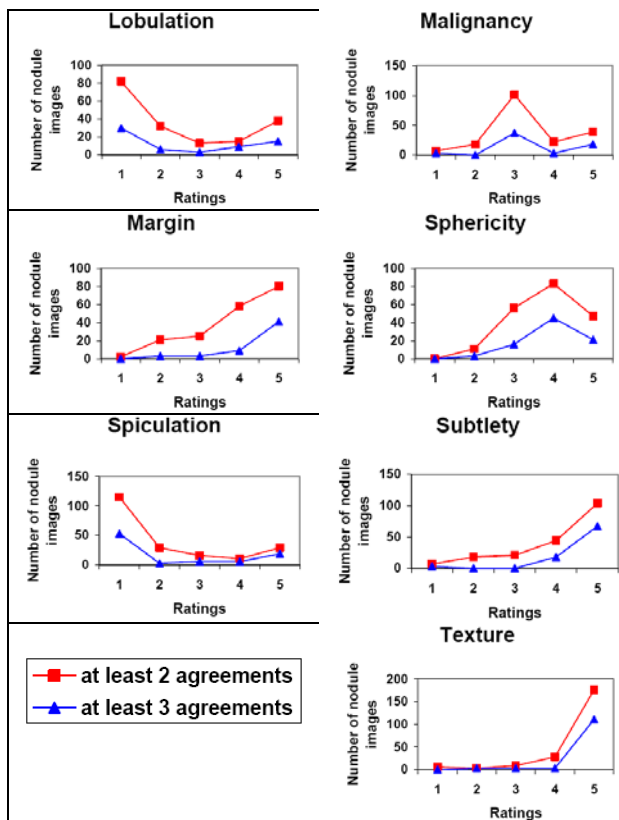 Lobulation
Number of nodule
images
100
80
60
40
20
0
1 2 3 4 5
Ratings
Malignancy
Number of nodule
images
150
100
50
0
1 2 3 4 5
Ratings
Margin
Number of nodule
images
100
80
60
40
20
0
1 2 3 4 5
Ratings
Sphericity
Number of nodule
images
100
80
60
40
20
0
1 2 3 4 5
Ratings
Spiculation
Number of nodule
images
150
100
50
0
1 2 3 4 5
Ratings
Subtlety
Number of nodule
images
150
100
50
0
1 2 3 4 5
Ratings
at least 2 agreements
at least 3 agreements
Texture
Number of nodule
images
200
150
100
50
0
1 2 3 4 5
Ratings